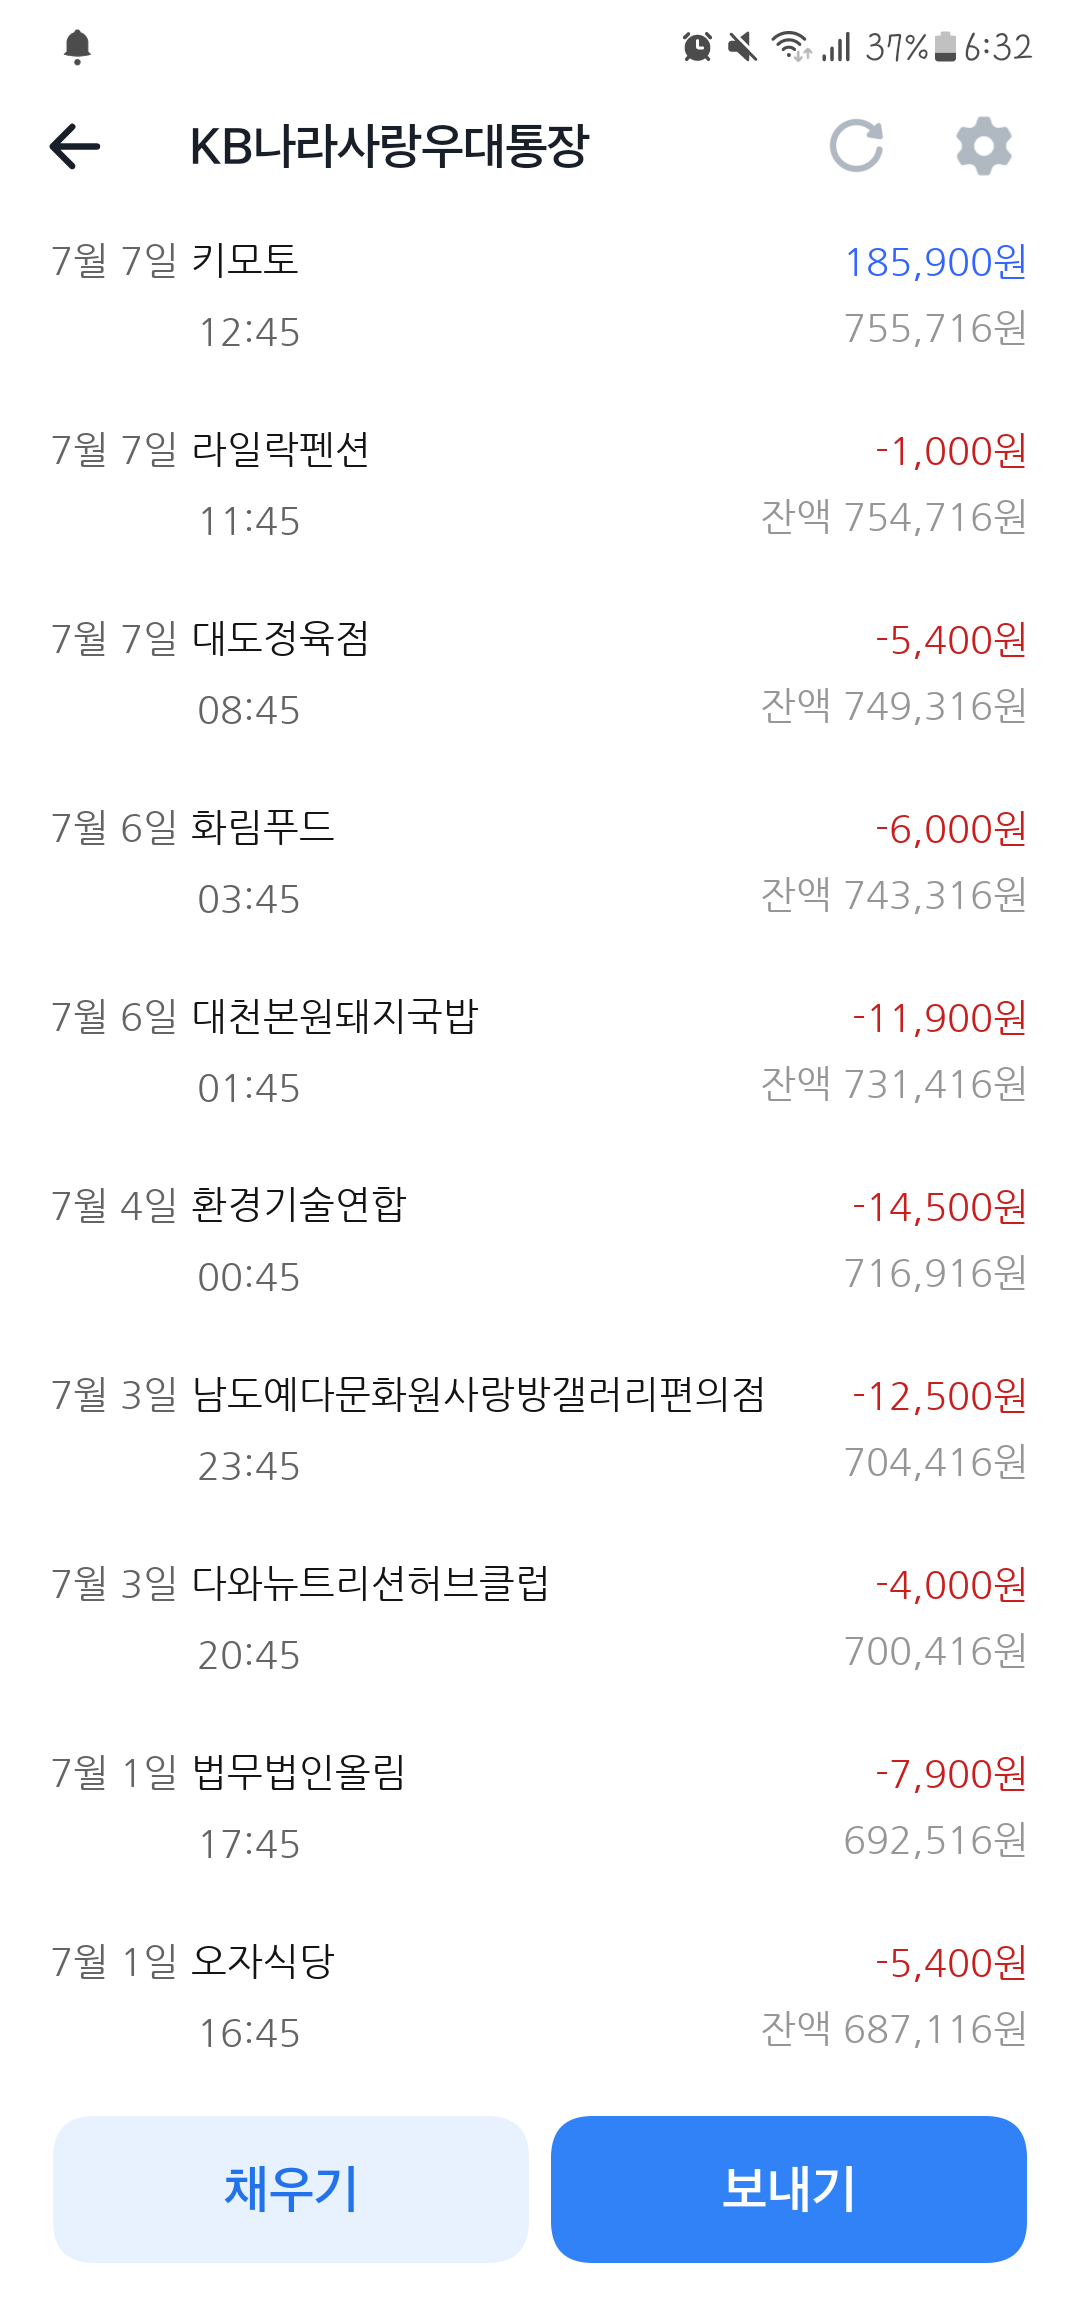 37% 6:32
KB나라사랑우대통장
7월 7일 키모토 185,900원
12:45 755,716원
7월 7일 라일락펜션 -1,000원
11:45 잔액 754,716원
7월 7일 대도정육점 -5,400원
08:45 잔액 749,316원
7월 6일 화림푸드 -6,000원
03:45 잔액 743,316원
7월 6일 대천본원돼지국밥 -11,900원
01:45 잔액 731,416원
7월 4일 환경기술연합 -14,500원
00:45 716,916원
7월 3일 남도예다문화원사랑방갤러리편의점 -12,500원
23:45 704,416원
7월 3일 다와뉴트리션허브클럽 -4,000원
20:45 700,416원
7월 1일 법무법인올림 -7,900원
17:45 692,516원
7월 1일 오자식당 -5,400원
16:45 잔액 687,116원
채우기 보내기